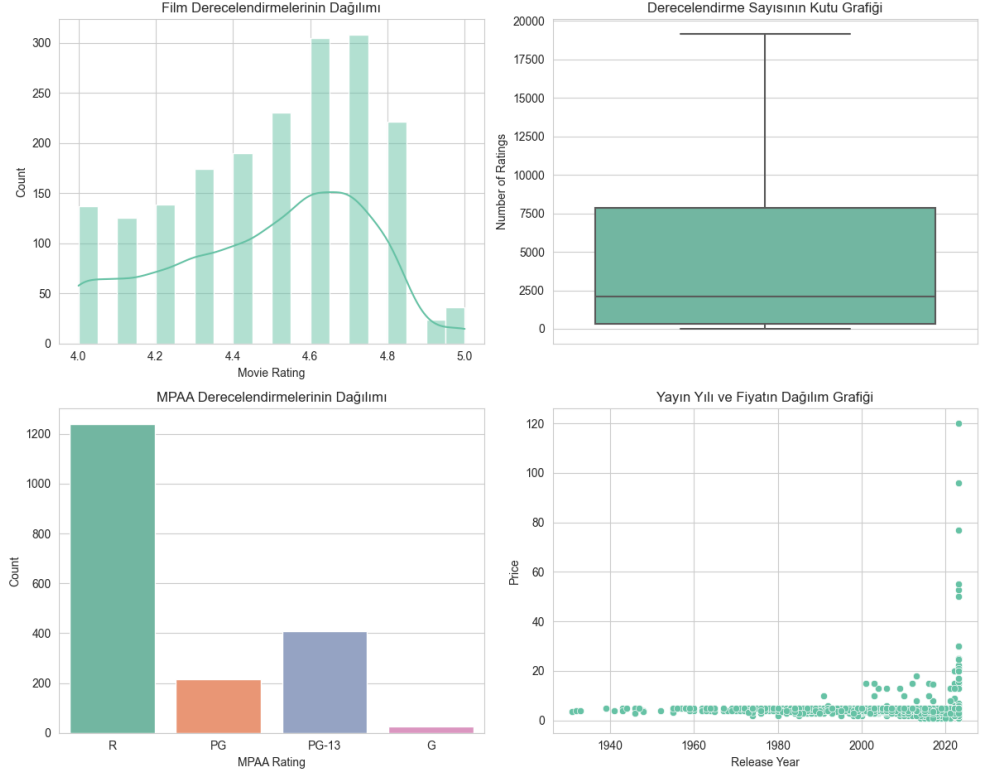 Film Derecelendirmelerinin Dağılımı
300
250
200
150
100
50
0
Count
4.0 4.2 4.4 4.6 4.8 5.0
Movie Rating
Derecelendirme Sayısının Kutu Grafiği
20000
17500
15000
12500
10000
7500
5000
2500
0
Number of Ratings
MPAA Derecelendirmelerinin Dağılımı
1200
1000
800
600
400
200
0
Count
R PG PG-13 G
MPAA Rating
Yayın Yılı ve Fiyatın Dağılım Grafiği
120
100
80
60
40
20
0
Price
1940 1960 1980 2000 2020
Release Year